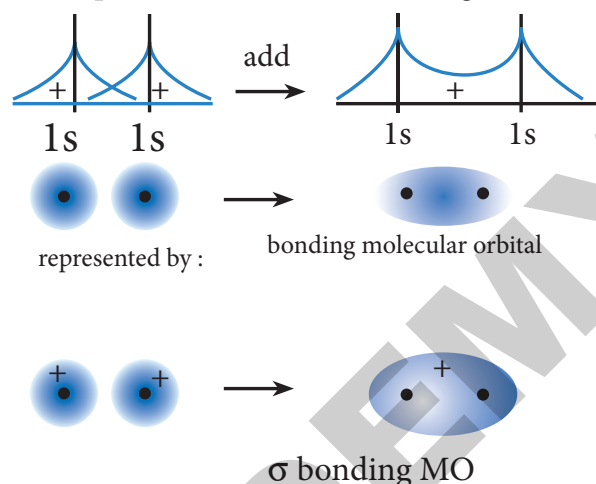 add
+ + +
1s 1s 1s 1s
represented by : bonding molecular orbital
+ + +
σ bonding MO